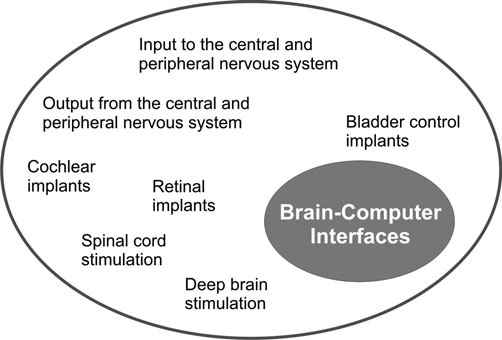 Input to the central and
peripheral nervous system
Output from the central and
peripheral nervous system
Bladder control
implants
Cochlear
implants
Retinal
implants
Brain-Computer
Interfaces
Spinal cord
stimulation
Deep brain
stimulation